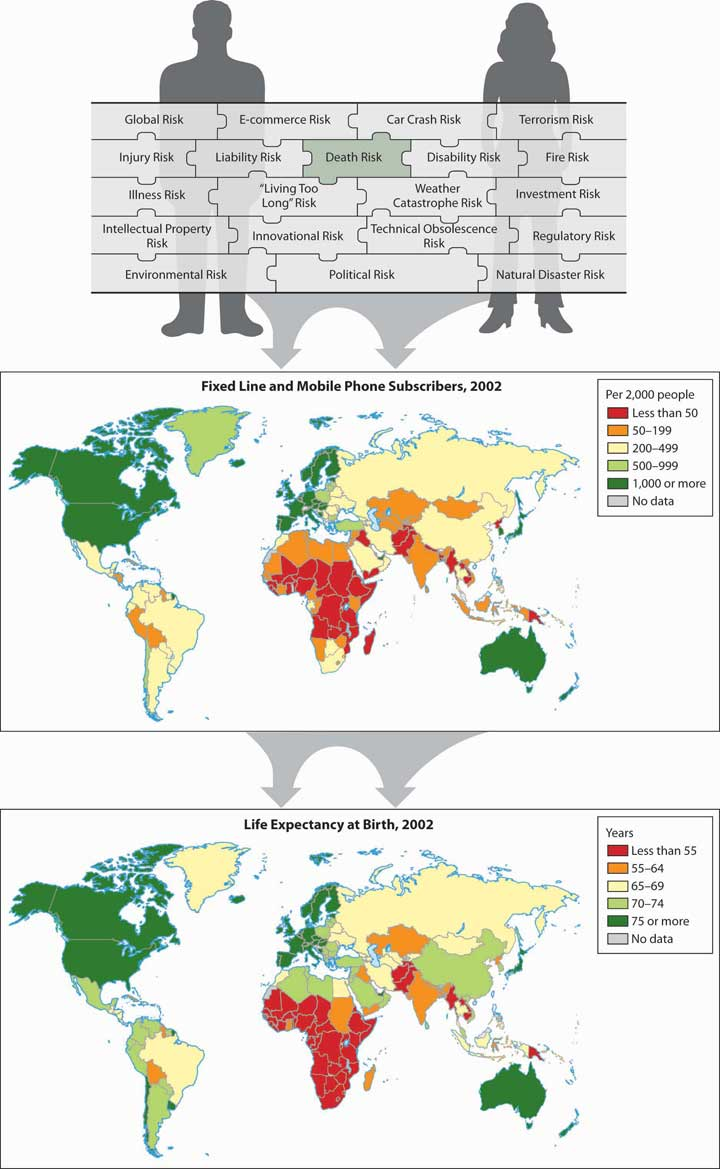 Global Risk
E-commerce Risk
Car Crash Risk
Terrorism Risk
Injury Risk
Liability Risk
Death Risk
Disability Risk
Fire Risk
Illness Risk
“Living Too
Long” Risk
Weather
Catastrophe Risk
Investment Risk
Intellectual Property
Risk
Innovational Risk
Technical Obsolescence
Risk
Regulatory Risk
Environmental Risk
Political Risk
Natural Disaster Risk
Fixed Line and Mobile Phone Subscribers, 2002
Per 2,000 people
Less than 50
50–199
200–499
500–999
1,000 or more
No data
Life Expectancy at Birth, 2002
Years
Less than 55
55–64
65–69
70–74
75 or more
No data